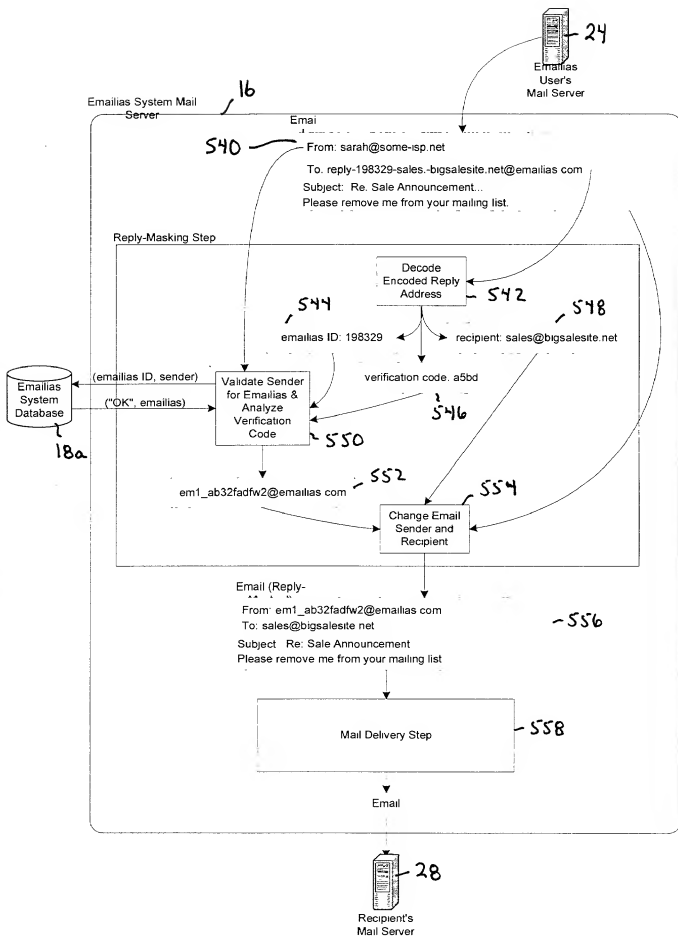 24
Emailias
User's
Mail Server
Emailias System Mail
Server
16
Emai
540
From: sarah@some-isp.net
To. reply-198329-sales.-bigsalesite.net@emailias com
Subject: Re. Sale Announcement...
Please remove me from your mailing list.
Reply-Masking Step
Decode
Encoded Reply
Address
542
544
548
emailias ID: 198329
recipient: sales@bigsalesite.net
verification code. a5bd
546
Emailias
System
Database
18a
(emailias ID, sender)
("OK", emailias)
Validate Sender
for Emailias &
Analyze
Verification
Code
550
em1_ab32fadfw2@emailias com
552
554
Change Email
Sender and
Recipient
Email (Reply-
From: em1_ab32fadfw2@emailias com
To: sales@bigsalesite net
Subject Re: Sale Announcement
Please remove me from your mailing list
556
Mail Delivery Step
558
Email
28
Recipient's
Mail Server